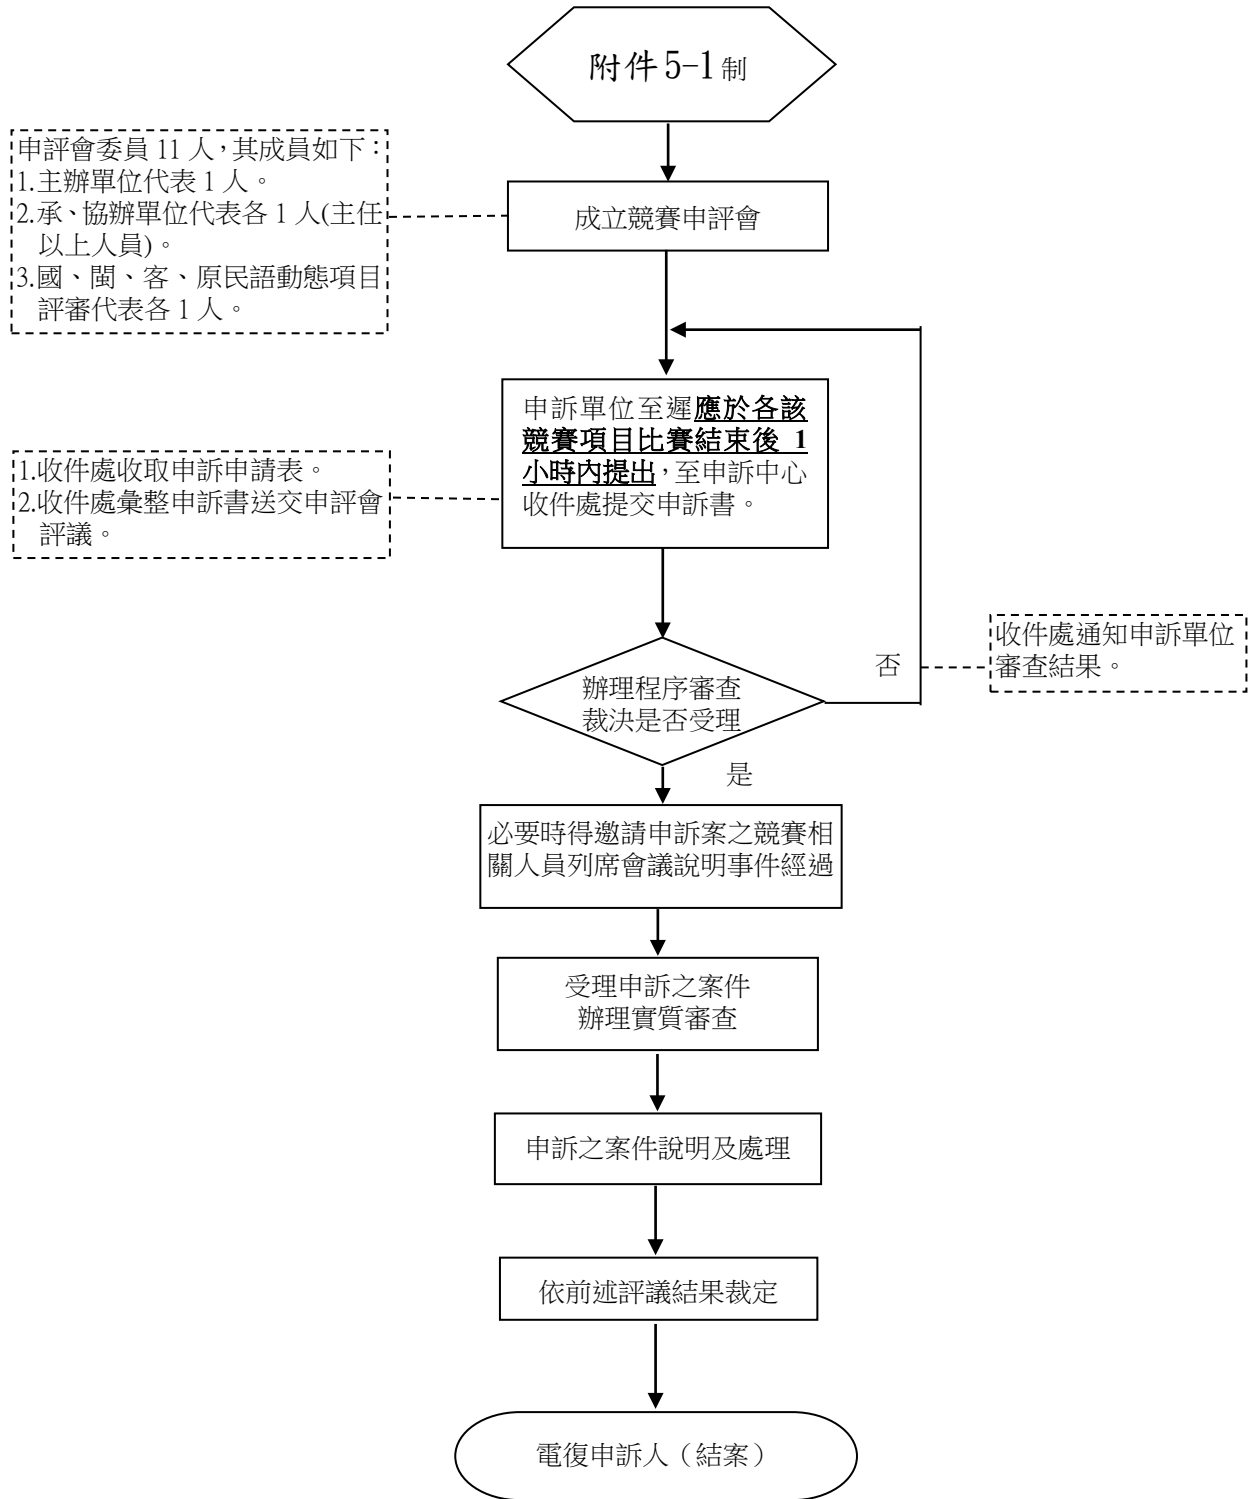 附件 5-1 制
申評會委員 11 人，其成員如下：
1.主辦單位代表 1 人。
2.承、協辦單位代表各 1 人(主任
以上人員)。
3.國、閩、客、原民語動態項目
評審代表各 1 人。
成立競賽申評會
申訴單位至遲應於各該
競賽項目比賽結束後 1
小時內提出，至申訴中心
收件處提交申訴書。
1.收件處收取申訴申請表。
2.收件處彙整申訴書送交申評會
評議。
收件處通知申訴單位
審查結果。
否
辦理程序審查
裁決是否受理
是
必要時得邀請申訴案之競賽相
關人員列席會議說明事件經過
受理申訴之案件
辦理實質審查
申訴之案件說明及處理
依前述評議結果裁定
電復申訴人（結案）